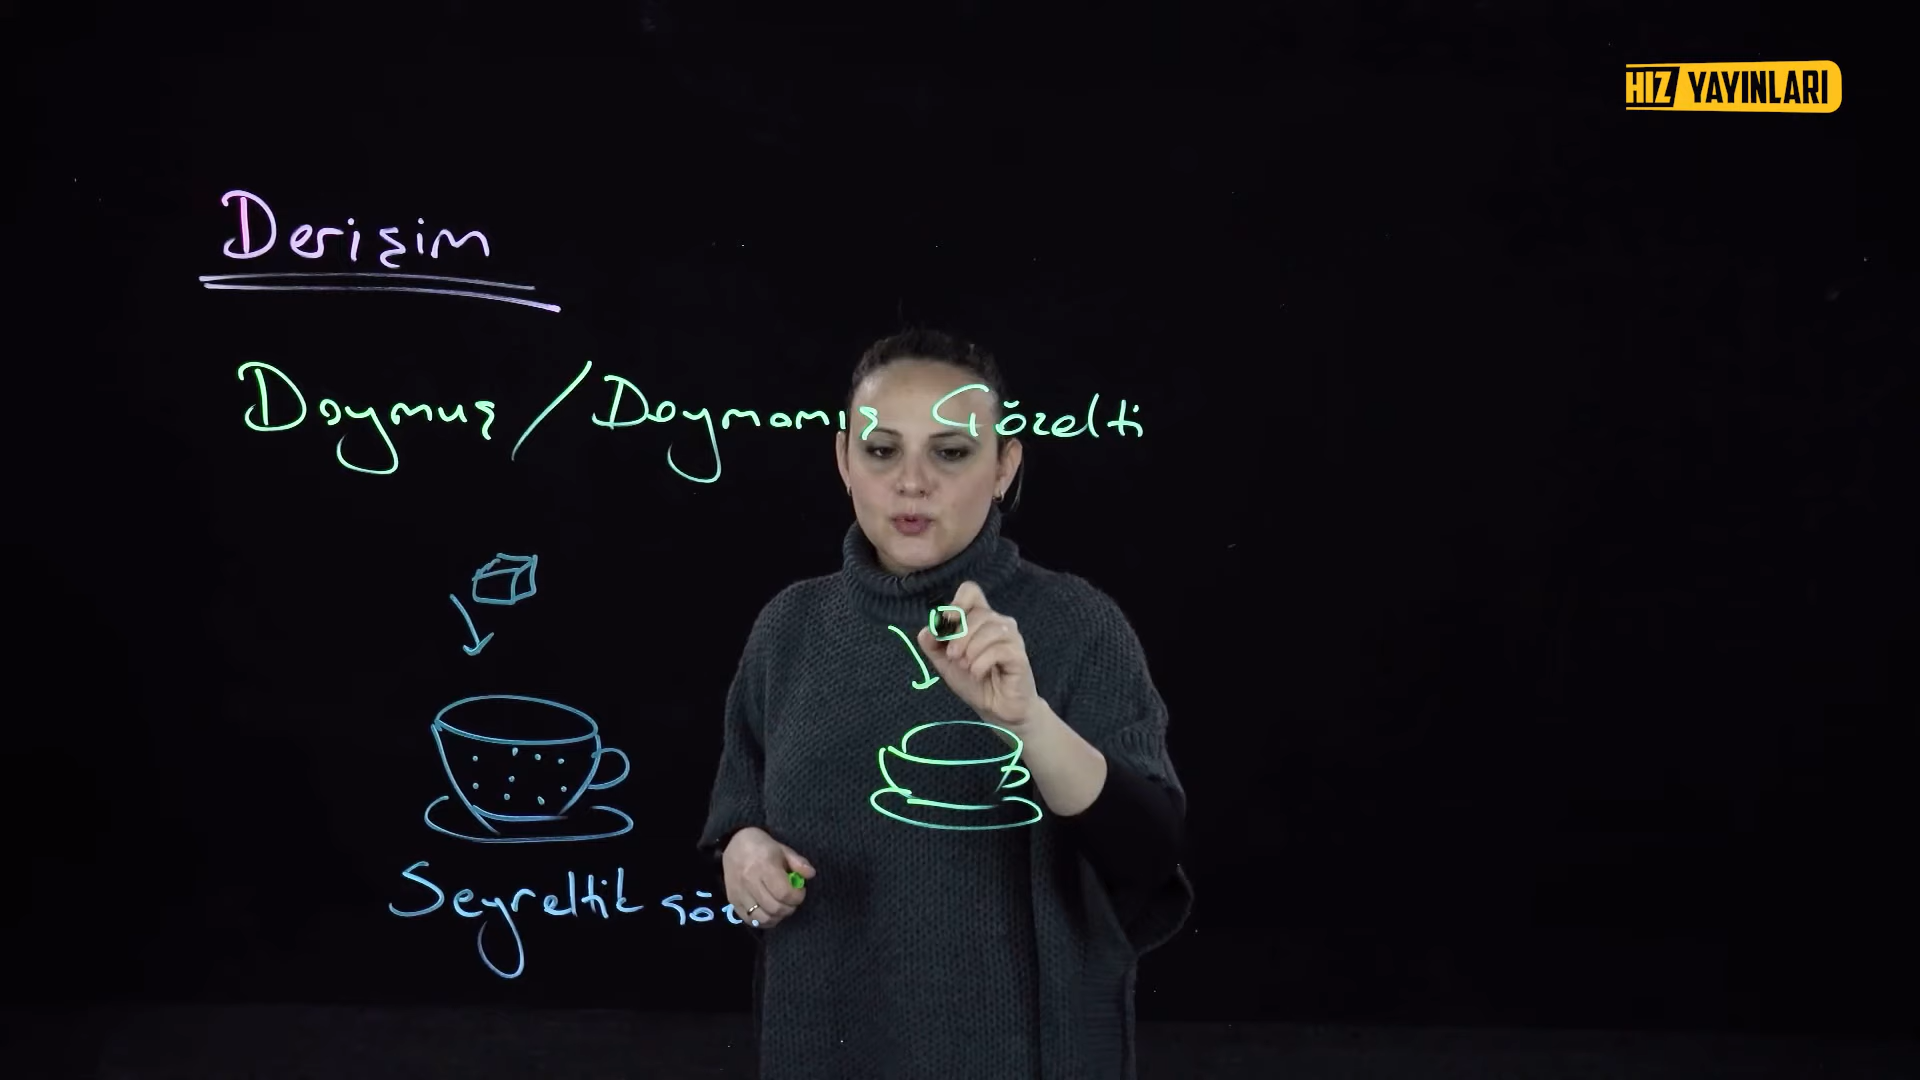 HIZ YAYINLARI
Derişim
Doymuş / Doymamış Çözelti
Seyreltik çöz.